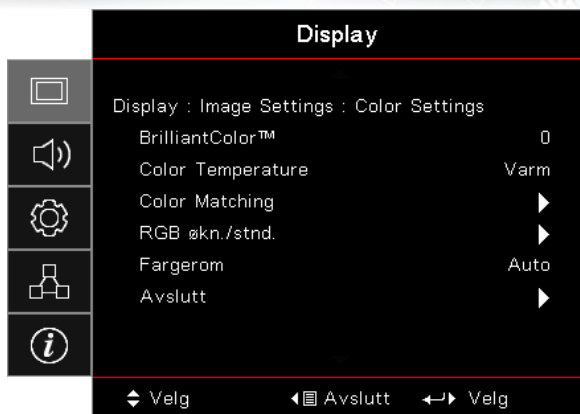 Display
Display : Image Settings : Color Settings
BrilliantColor™ 0
Color Temperature Varm
Color Matching
RGB økn./stnd.
Fargerom Auto
Avslutt
Velg Avslutt Velg